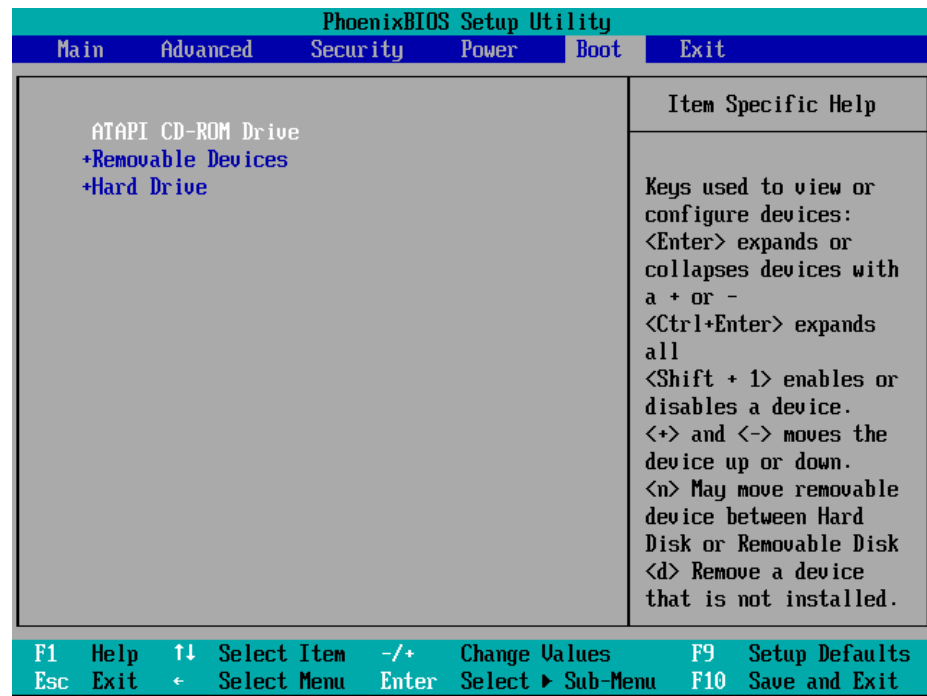 PhoenixBIOS Setup Utility
Main Advanced Security Power Boot Exit
ATAPI CD-ROM Drive
+Removable Devices
+Hard Drive
Item Specific Help
Keys used to view or
configure devices:
<Enter> expands or
collapses devices with
a + or -
<Ctrl+Enter> expands
all
<Shift + 1> enables or
disables a device.
<+> and <-> moves the
device up or down.
<n> May move removable
device between Hard
Disk or Removable Disk
<d> Remove a device
that is not installed.
F1 Help ↑↓ Select Item -/+ Change Values F9 Setup Defaults
Esc Exit ← Select Menu Enter Select ▶ Sub-Menu F10 Save and Exit